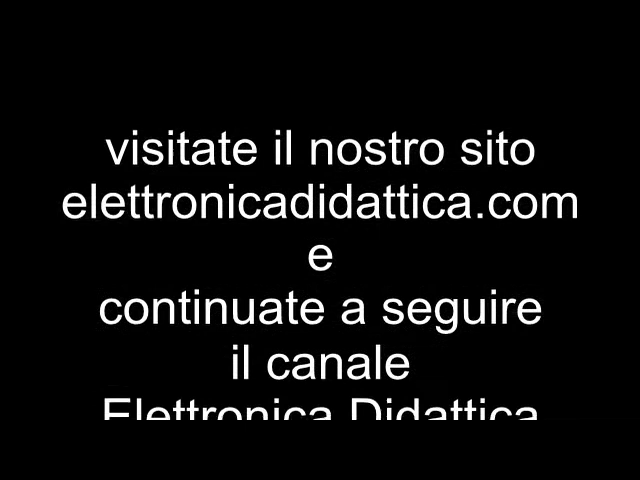 visitate il nostro sito
elettronicadidattica.com
e
continuate a seguire
il canale
Elettronica Didattica